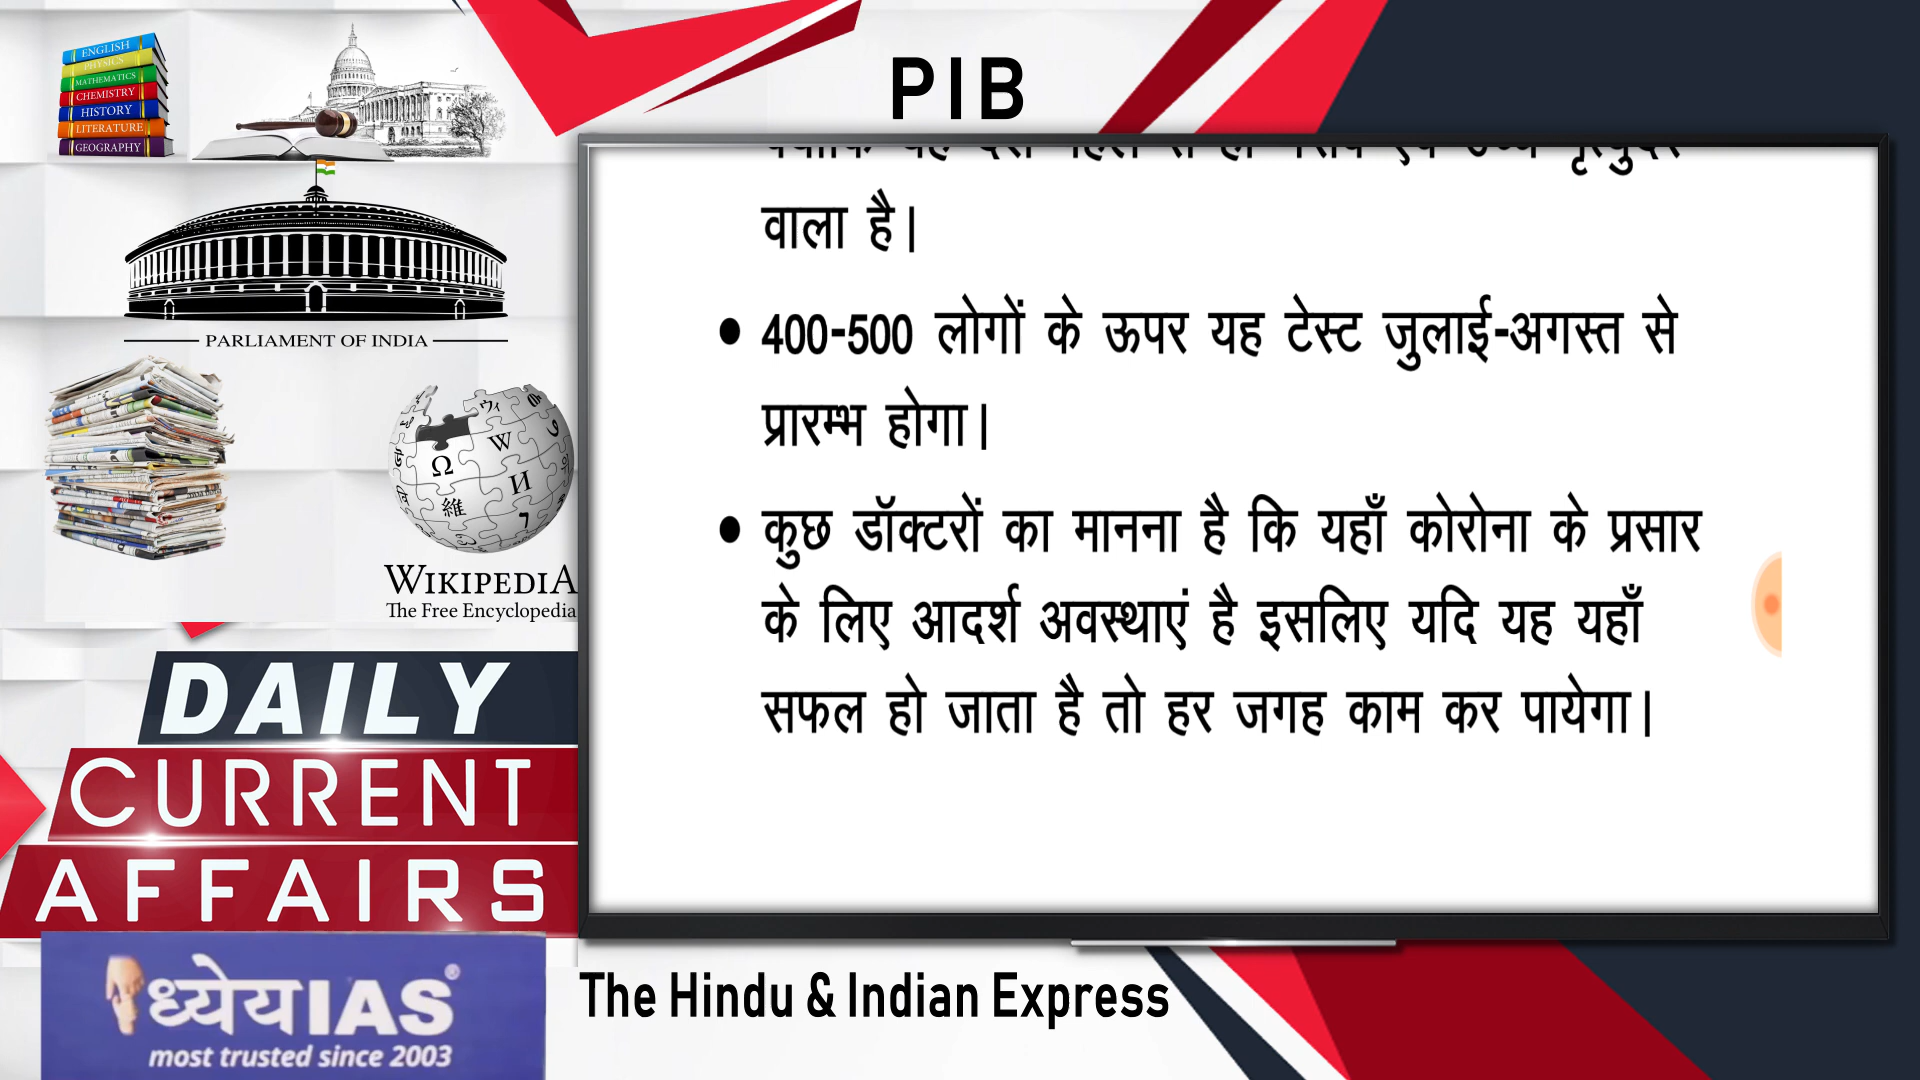 ENGLISH
PHYSICS
MATHEMATICS
CHEMISTRY
HISTORY
LITERATURE
GEOGRAPHY
PARLIAMENT OF INDIA
Ω
W
И
維
WIKIPEDIA
The Free Encyclopedia
DAILY
CURRENT
AFFAIRS
ध्येयIAS®
most trusted since 2003
PIB
वाला है।
• 400-500 लोगों के ऊपर यह टेस्ट जुलाई-अगस्त से
प्रारम्भ होगा।
• कुछ डॉक्टरों का मानना है कि यहाँ कोरोना के प्रसार
के लिए आदर्श अवस्थाएं है इसलिए यदि यह यहाँ
सफल हो जाता है तो हर जगह काम कर पायेगा।
The Hindu & Indian Express